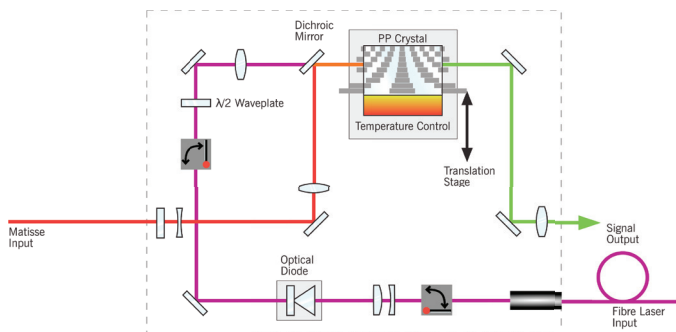 Dichroic
Mirror
PP Crystal
λ/2 Waveplate
Temperature Control
Translation
Stage
Matisse
Input
Signal
Output
Optical
Diode
Fibre Laser
Input